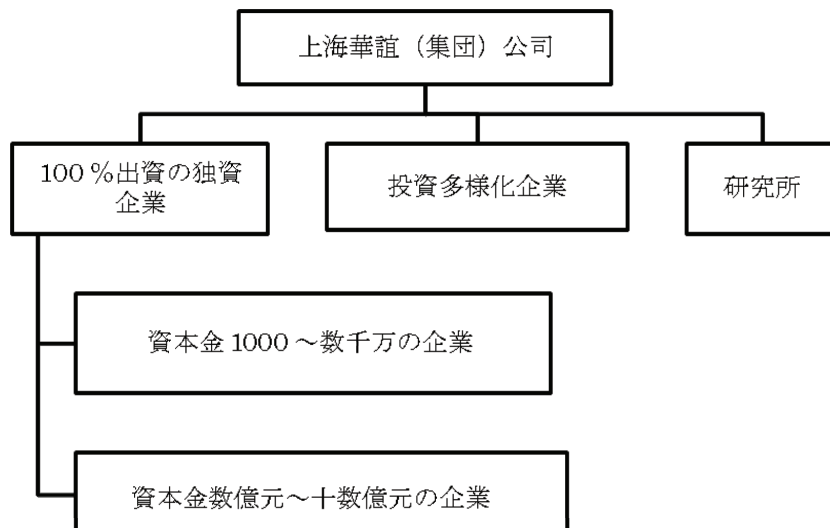 上海華誼（集団）公司
100％出資の独資
企業
投資多様化企業
研究所
資本金1000～数千万の企業
資本金数億元～十数億元の企業